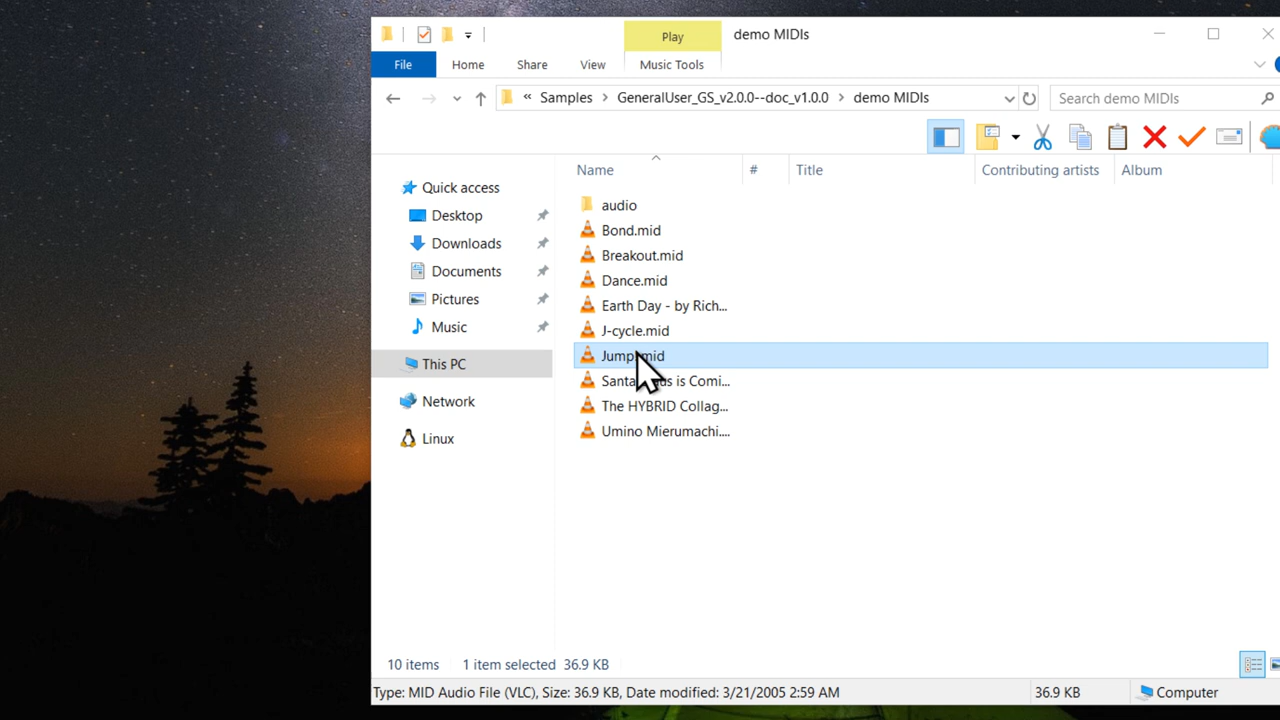 Play
demo MIDIs
File
Home
Share
View
Music Tools
« Samples > GeneralUser_GS_v2.0.0--doc_v1.0.0 > demo MIDIs
Search demo MIDIs
Name
#
Title
Contributing artists
Album
Quick access
Desktop
Downloads
Documents
Pictures
Music
This PC
Network
Linux
audio
Bond.mid
Breakout.mid
Dance.mid
Earth Day - by Rich...
J-cycle.mid
Jump.mid
is Comi...
The HYBRID Collag...
Umino Mierumachi....
10 items
1 item selected 36.9 KB
Type: MID Audio File (VLC), Size: 36.9 KB, Date modified: 3/21/2005 2:59 AM
36.9 KB
Computer